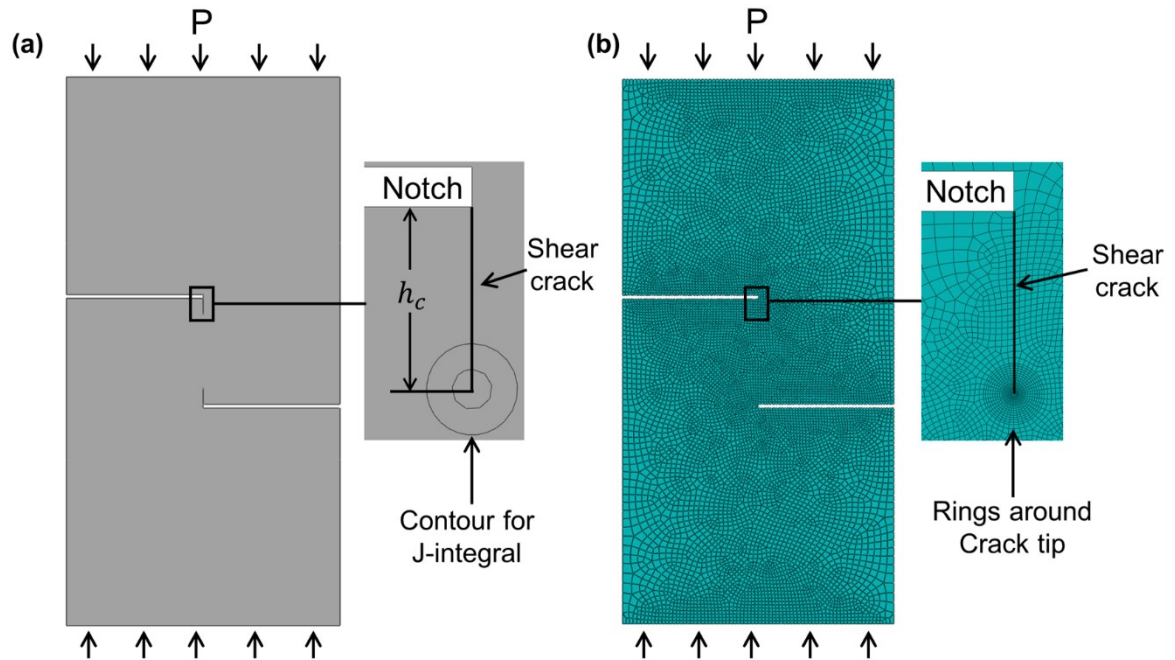 (a)
P
Notch
h_c
Shear
crack
Contour for
J-integral
(b)
P
Notch
Shear
crack
Rings around
Crack tip